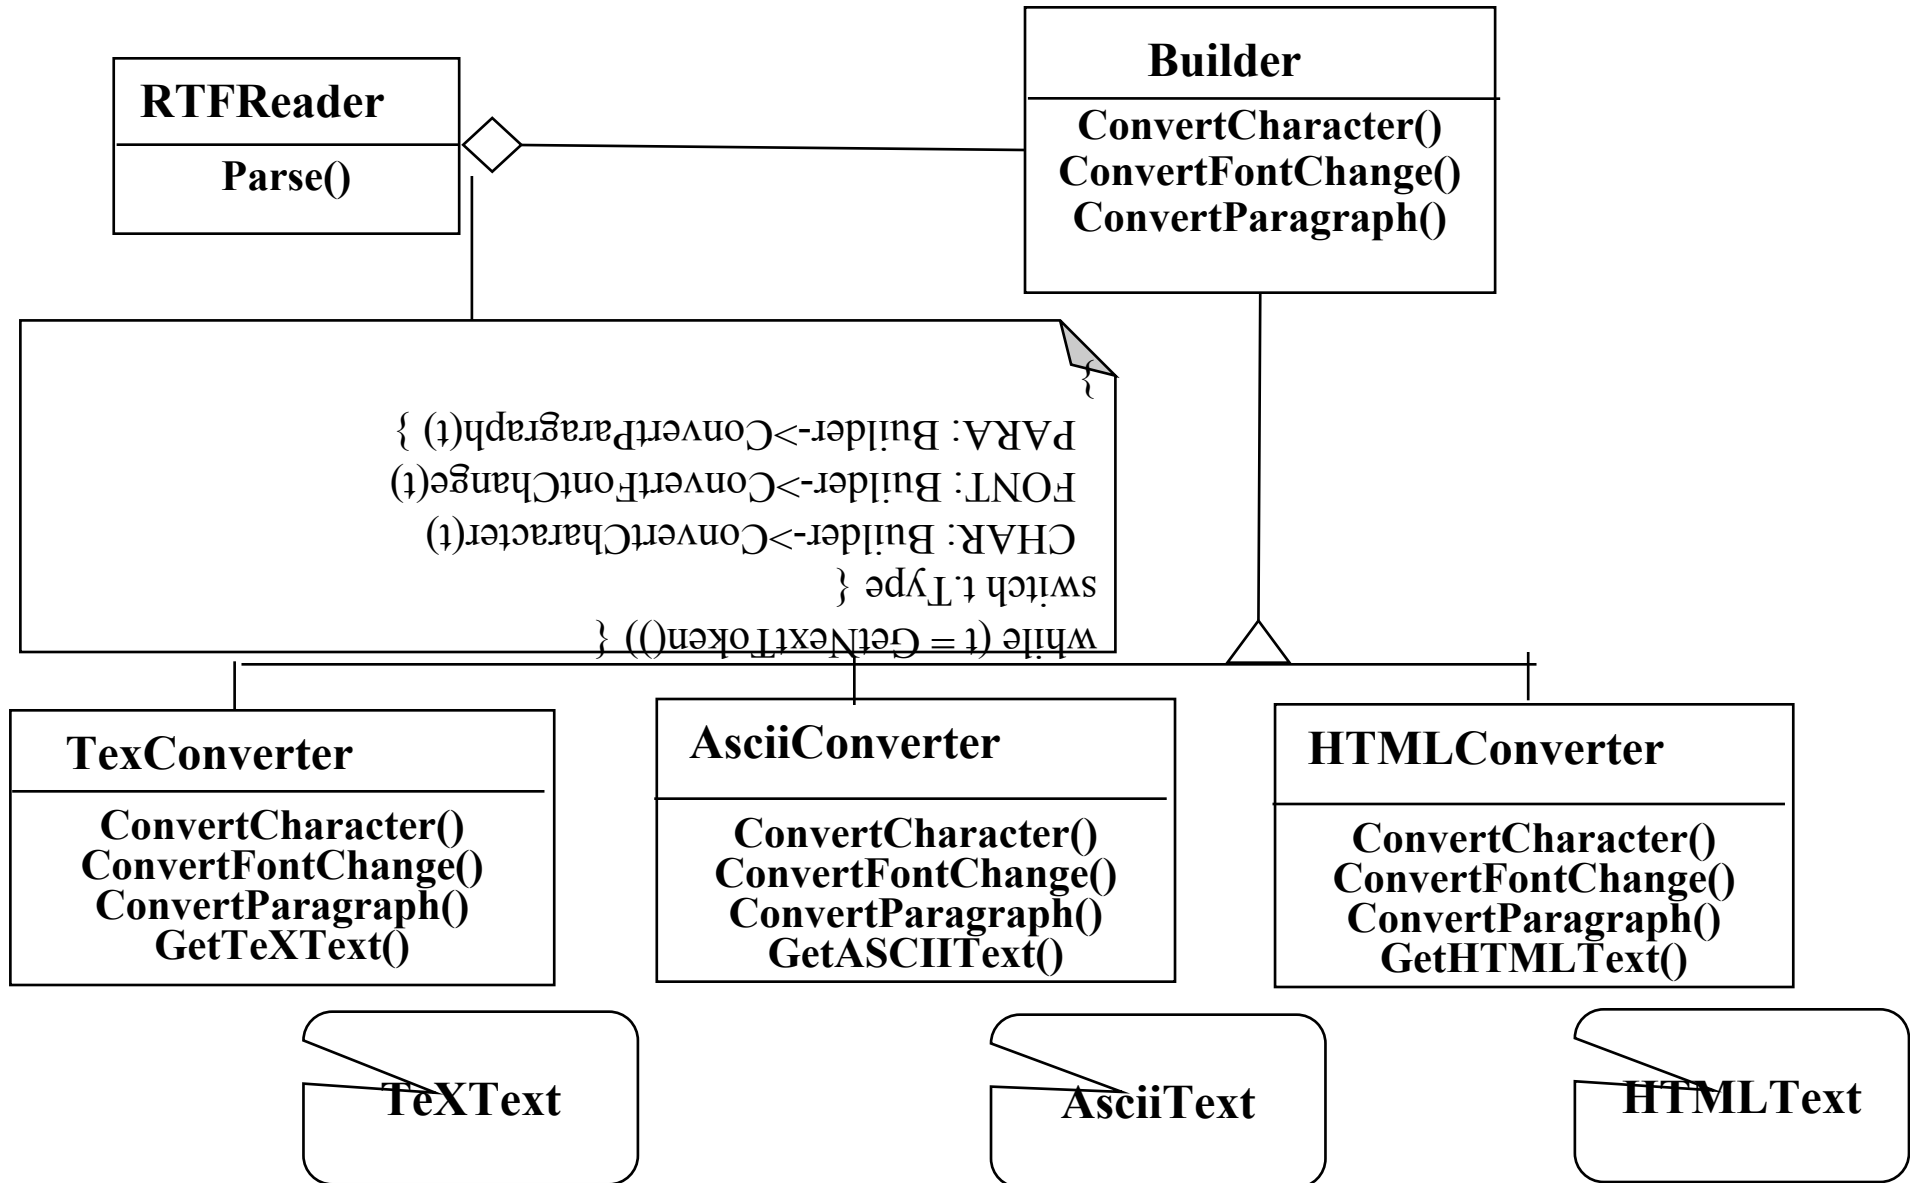 RTFReader
Parse()
Builder
ConvertCharacter()
ConvertFontChange()
ConvertParagraph()
while (t = GetNextToken()) {
switch t.Type {
CHAR: Builder->ConvertCharacter(t)
FONT: Builder->ConvertFontChange(t)
PARA: Builder->ConvertParagraph(t) }
}
TexConverter
ConvertCharacter()
ConvertFontChange()
ConvertParagraph()
GetTeXText()
AsciiConverter
ConvertCharacter()
ConvertFontChange()
ConvertParagraph()
GetASCIIText()
HTMLConverter
ConvertCharacter()
ConvertFontChange()
ConvertParagraph()
GetHTMLText()
TeXText
AsciiText
HTMLText